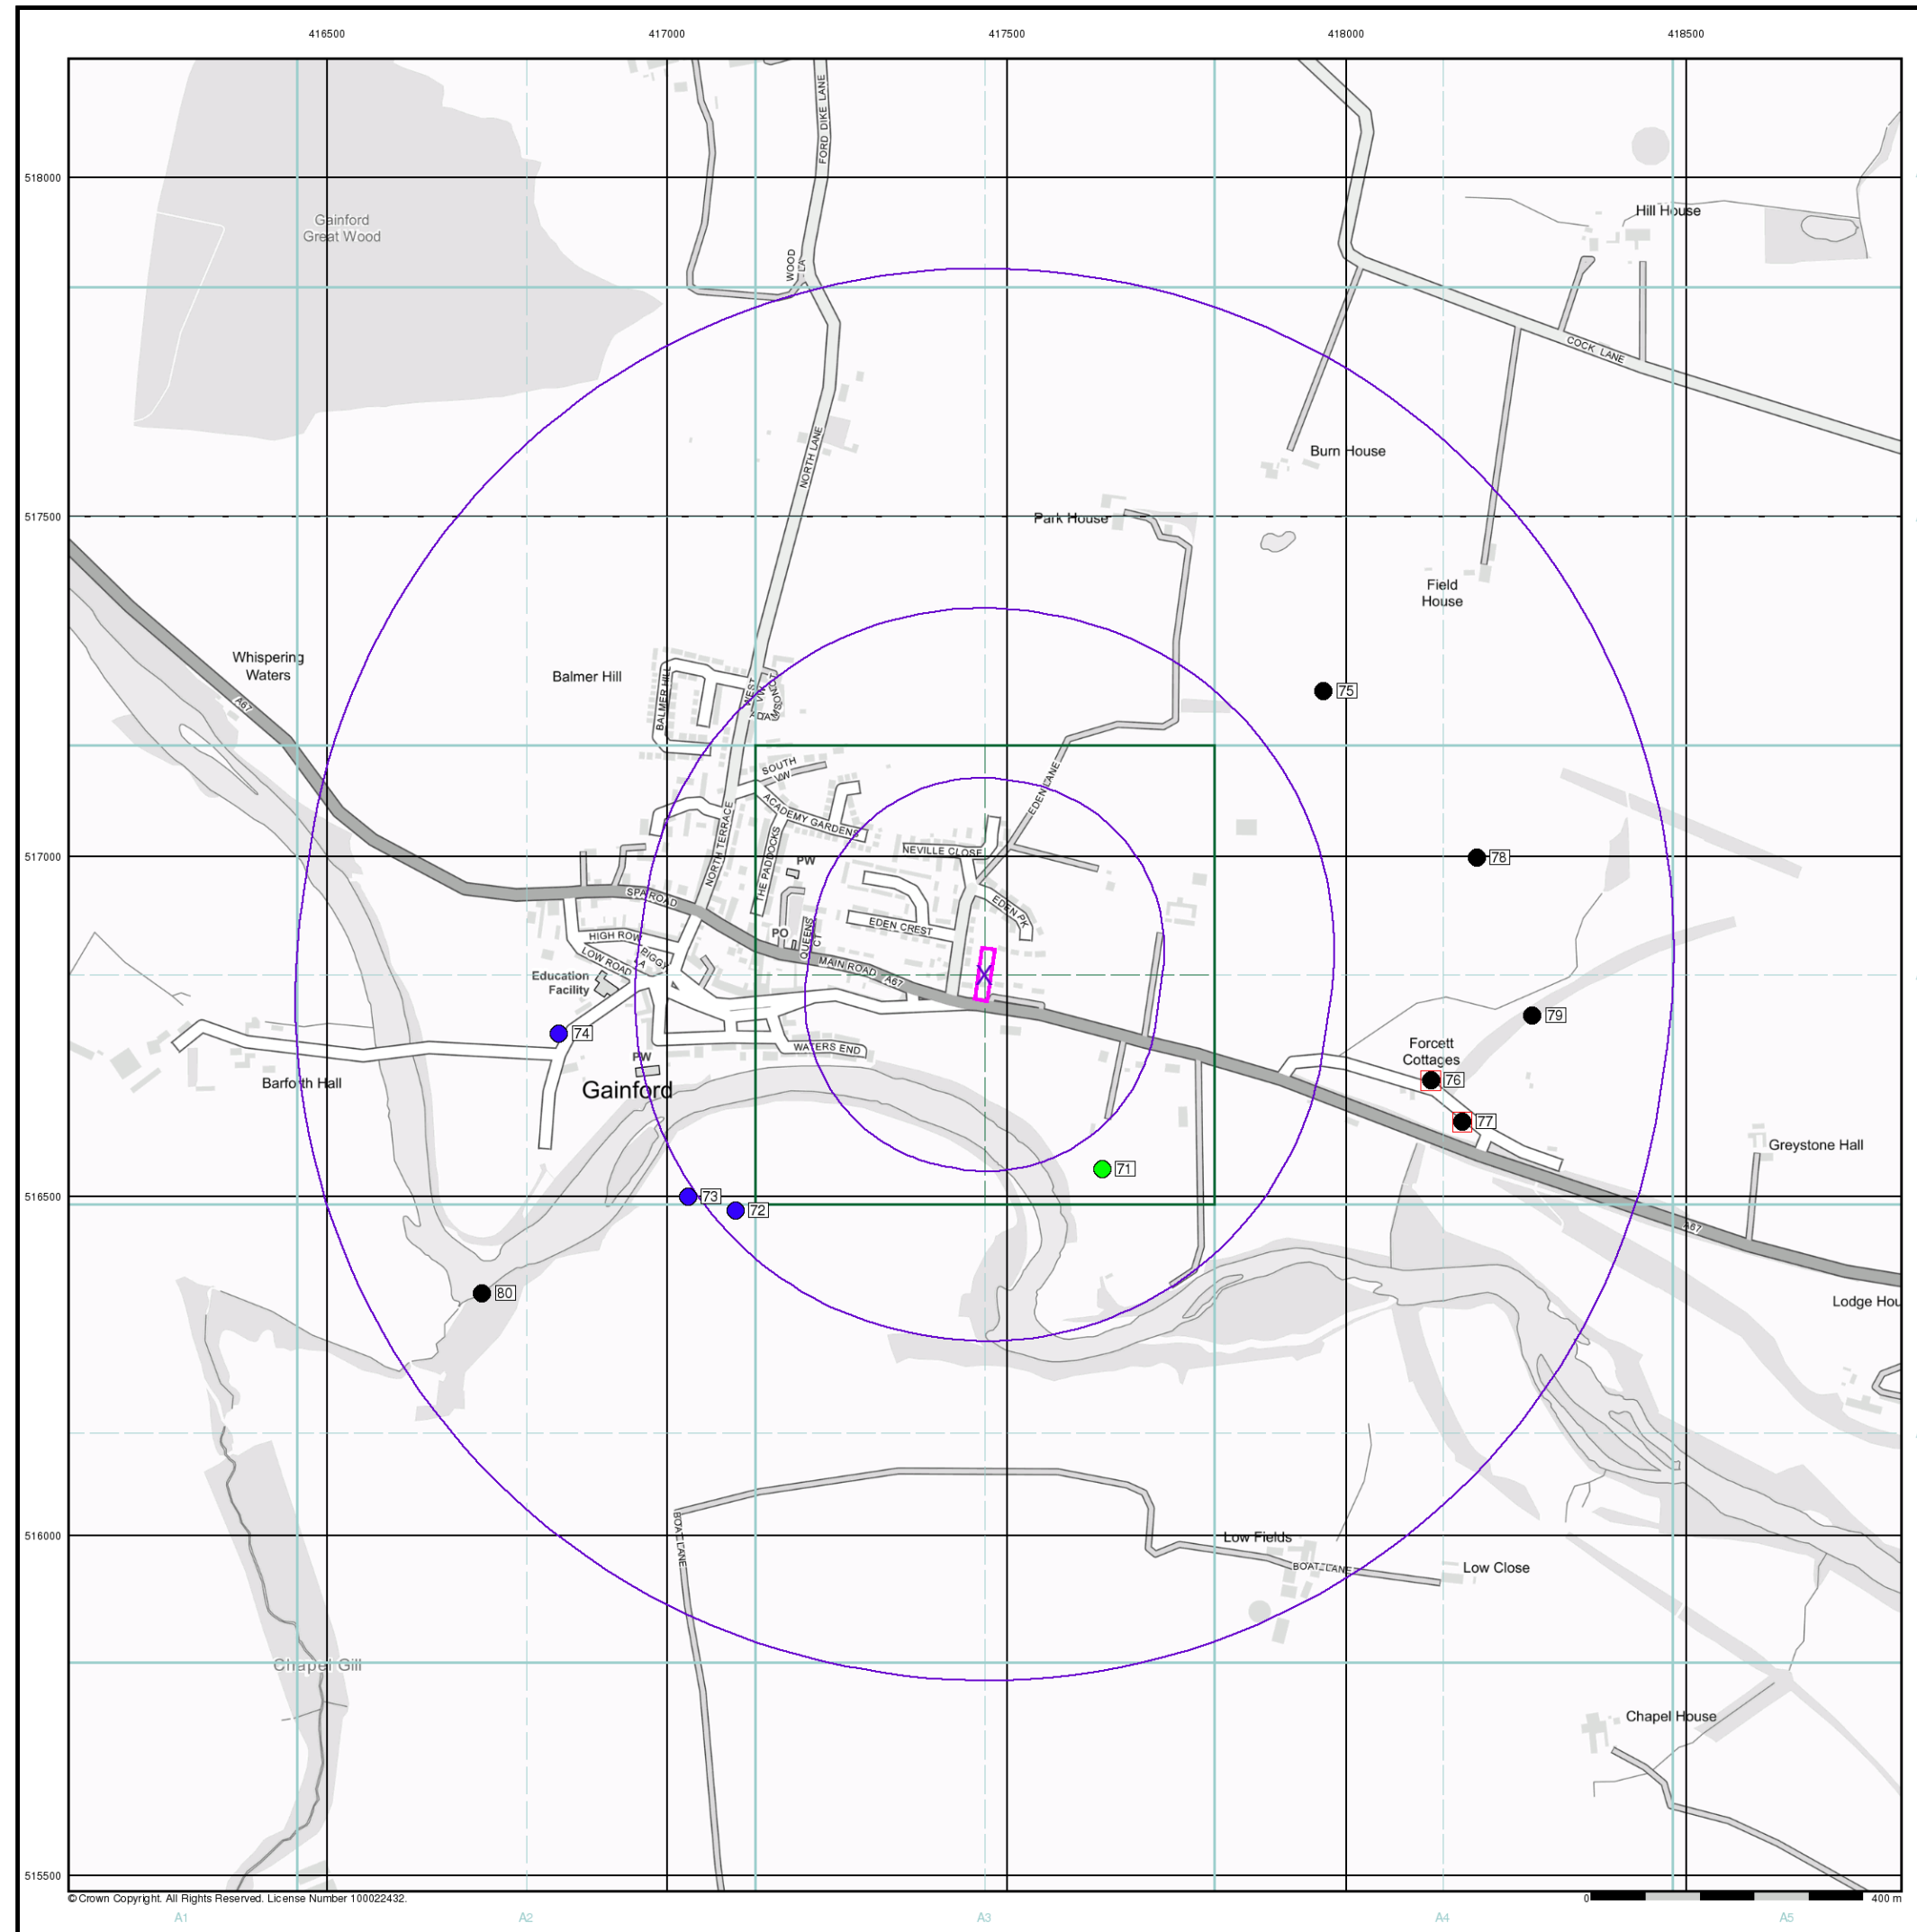 416500 417000 417500 418000 418500
FORD DIKE LANE
518000
Hill House
Gainford
Great Wood
WOOD
LA
COCK LANE
NORTH LANE
Burn House
517500
Park House
Field
House
Whispering
Waters
Balmer Hill
BALMER HILL
WEST
VW
A67
75
SOUTH
VW
EDEN LANE
ACADEMY GARDENS
NORTH TERRACE
THE PADDOCKS
NEVILLE CLOSE
517000
PW
78
SPA ROAD
EDEN PK
EDEN CREST
QUEENS
CT
PO
HIGH ROW
PIGGY
LA
LOW ROAD
MAIN ROAD
A67
Education
Facility
79
74
Forcett
Cottages
WATERS END
PW
Barforth Hall
76
Gainford
77
Greystone Hall
71
516500
73
72
A67
80
Lodge Hou
516000
BOAT LANE
Low Fields
BOAT LANE
Low Close
Chapel Gill
Chapel House
515500
© Crown Copyright. All Rights Reserved. License Number 100022432.
0 400 m
A1 A2 A3 A4 A5